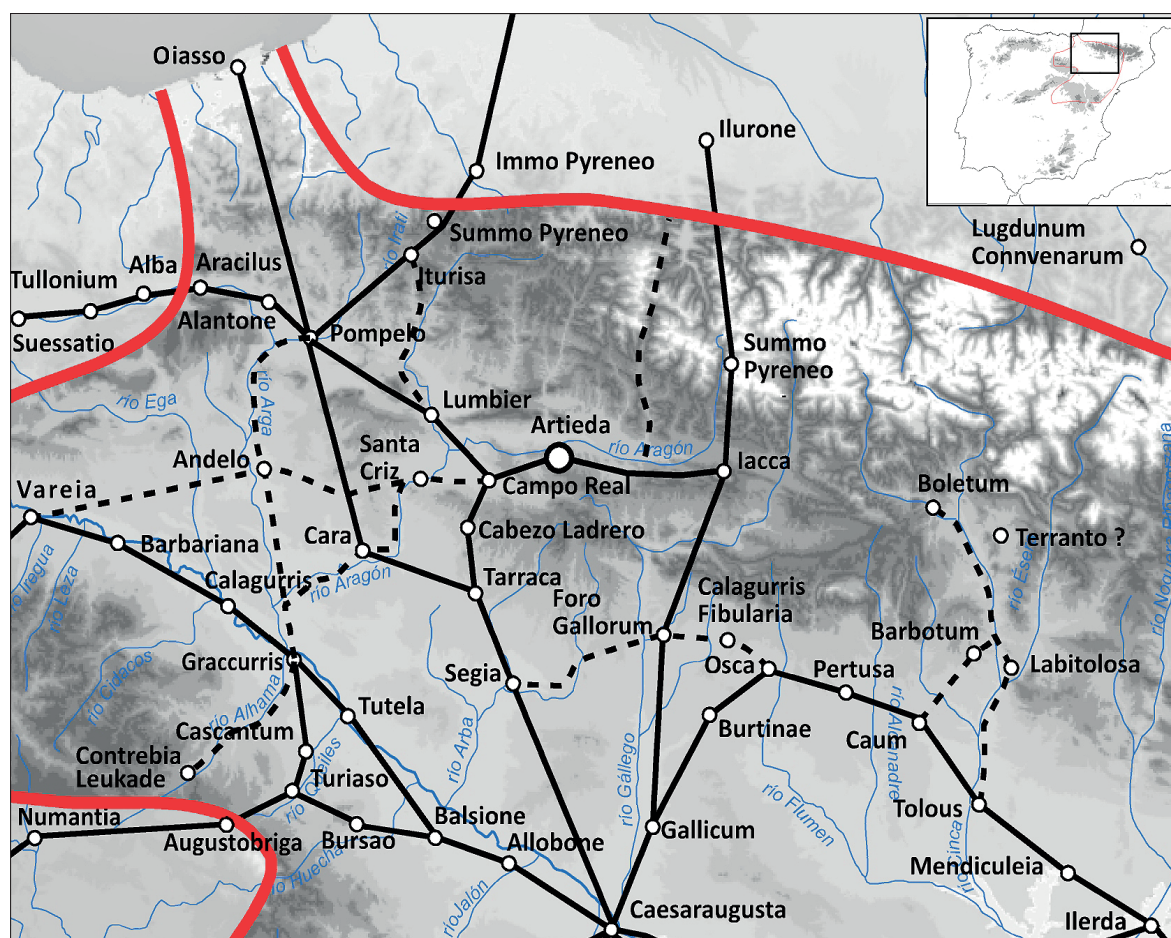 Oiasso
Ilurone
Immo Pyreneo
Summo Pyreneo
río Irati
Lugdunum
Connvenarum
Tullonium
Alba
Aracilus
Iturisa
Suessatio
Alantone
Pompelo
Summo
Pyreneo
río Ega
río Arga
Lumbier
Artieda
río Aragón
Santa
Criz
Andelo
Iacca
Campo Real
Vareia
Boletum
Cabezo Ladrero
Terranto ?
Barbariana
Cara
río Iregua
río Leza
Calagurris
río Aragón
Tarraca
Foro
Gallorum
Calagurris
Fibularia
río Esera
Barbotum
Graccurris
río Cidacos
Segia
Osca
Pertusa
Labitolosa
río Alhama
Cascantum
Tutela
Burtinae
Caum
río Alcanadre
Contrebia
Leukade
río Queiles
Turiaso
río Arba
río Gállego
río Flumen
Tolous
Numantia
Augustobriga
Bursao
Balsione
Allobone
Gallicum
río Cinca
Mendiculeia
río Huecha
río Jalón
Caesaraugusta
Ilerda